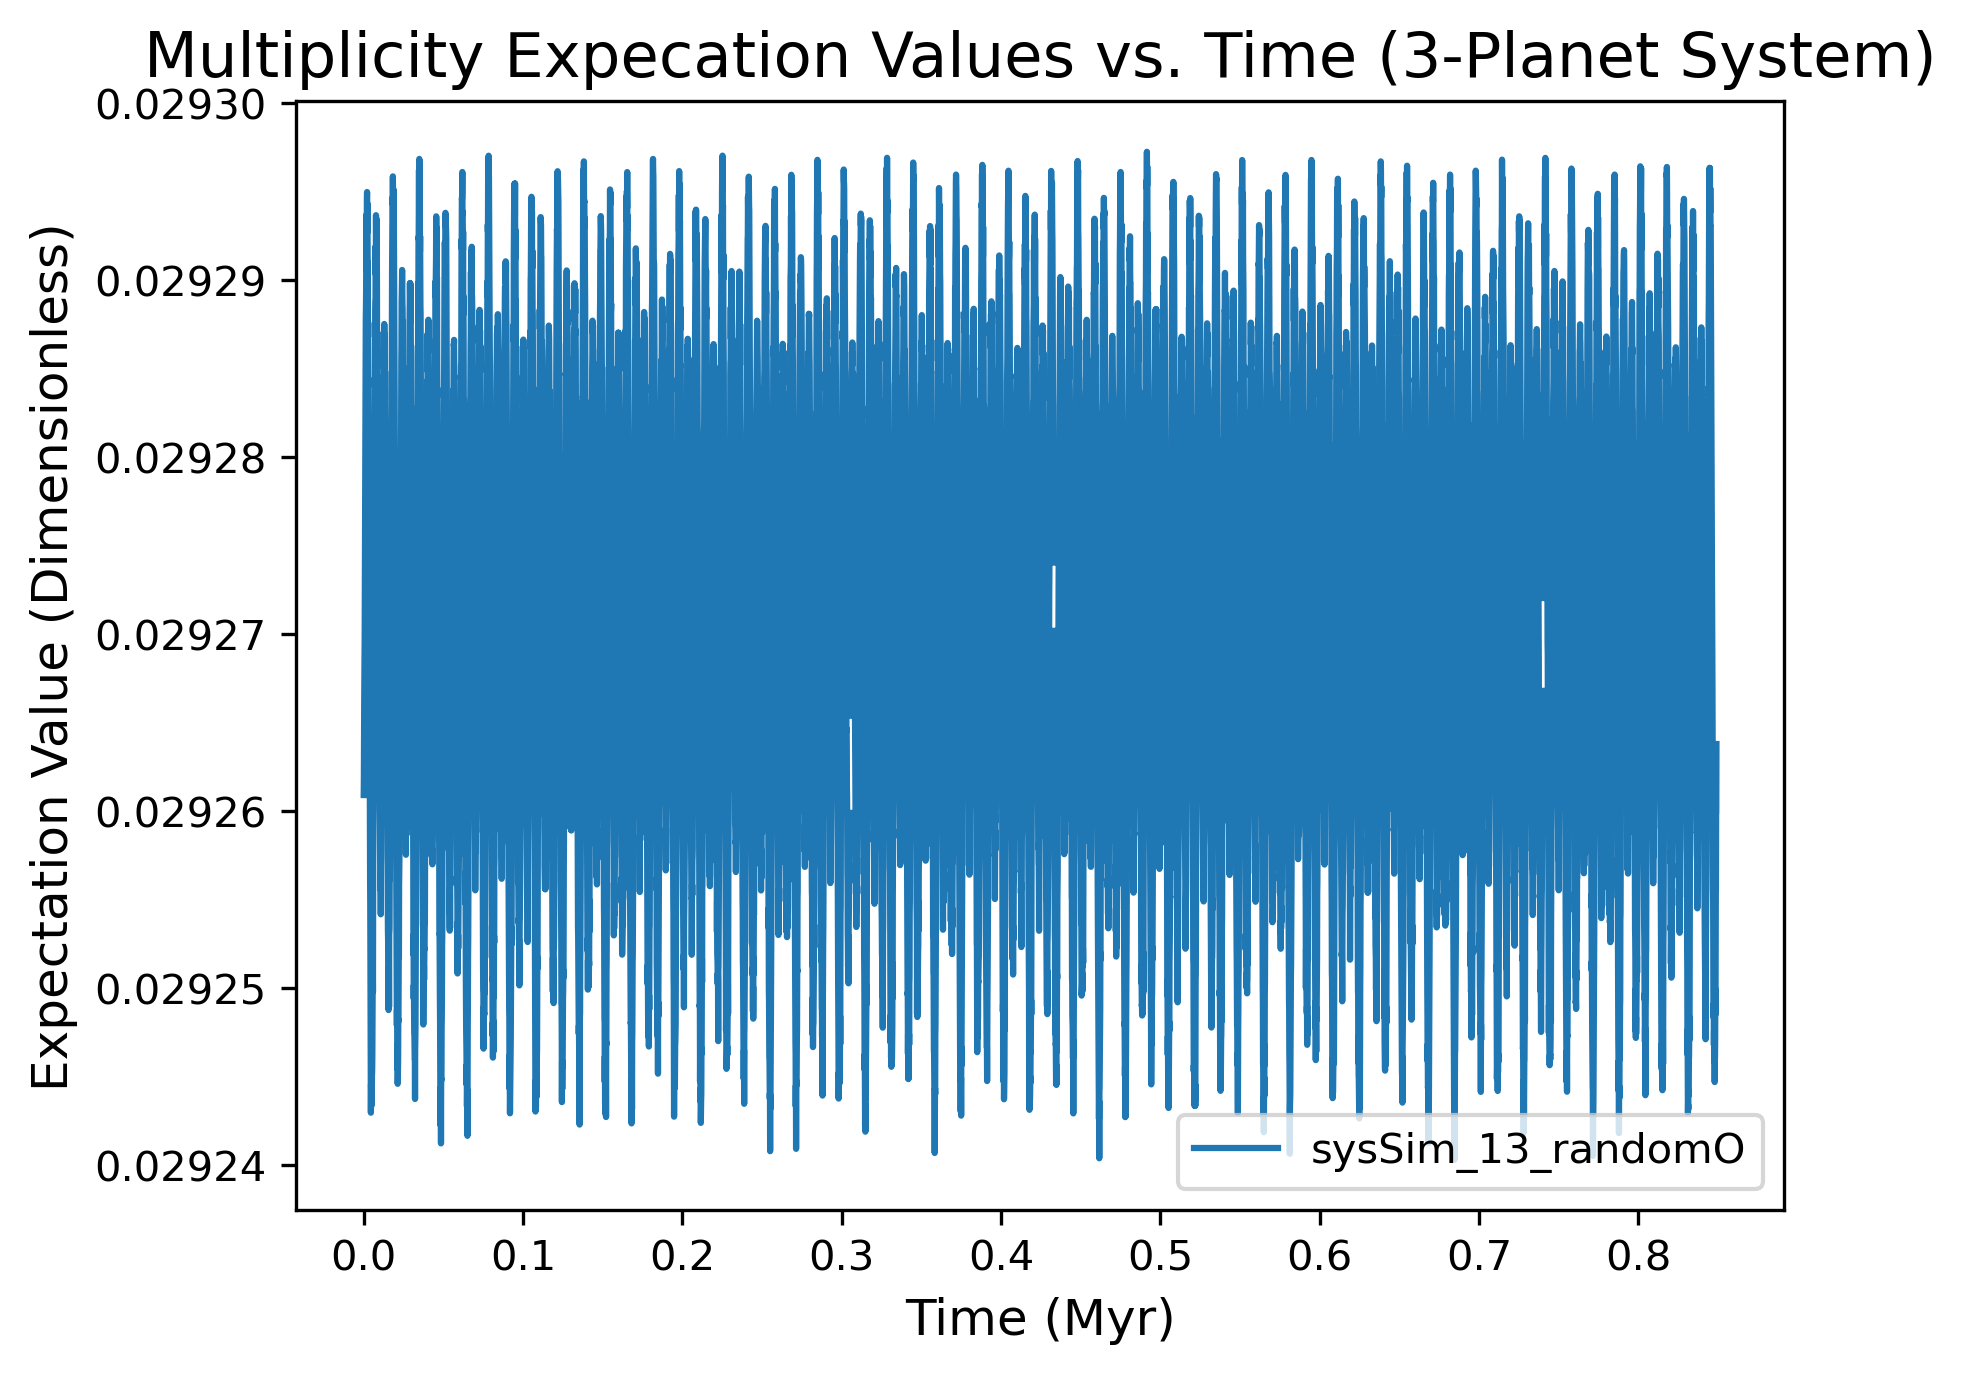 Multiplicity Expecation Values vs. Time (3-Planet System)
0.02930
0.02929
0.02928
0.02927
0.02926
0.02925
0.02924
Expectation Value (Dimensionless)
sysSim_13_randomO
0.0 0.1 0.2 0.3 0.4 0.5 0.6 0.7 0.8
Time (Myr)